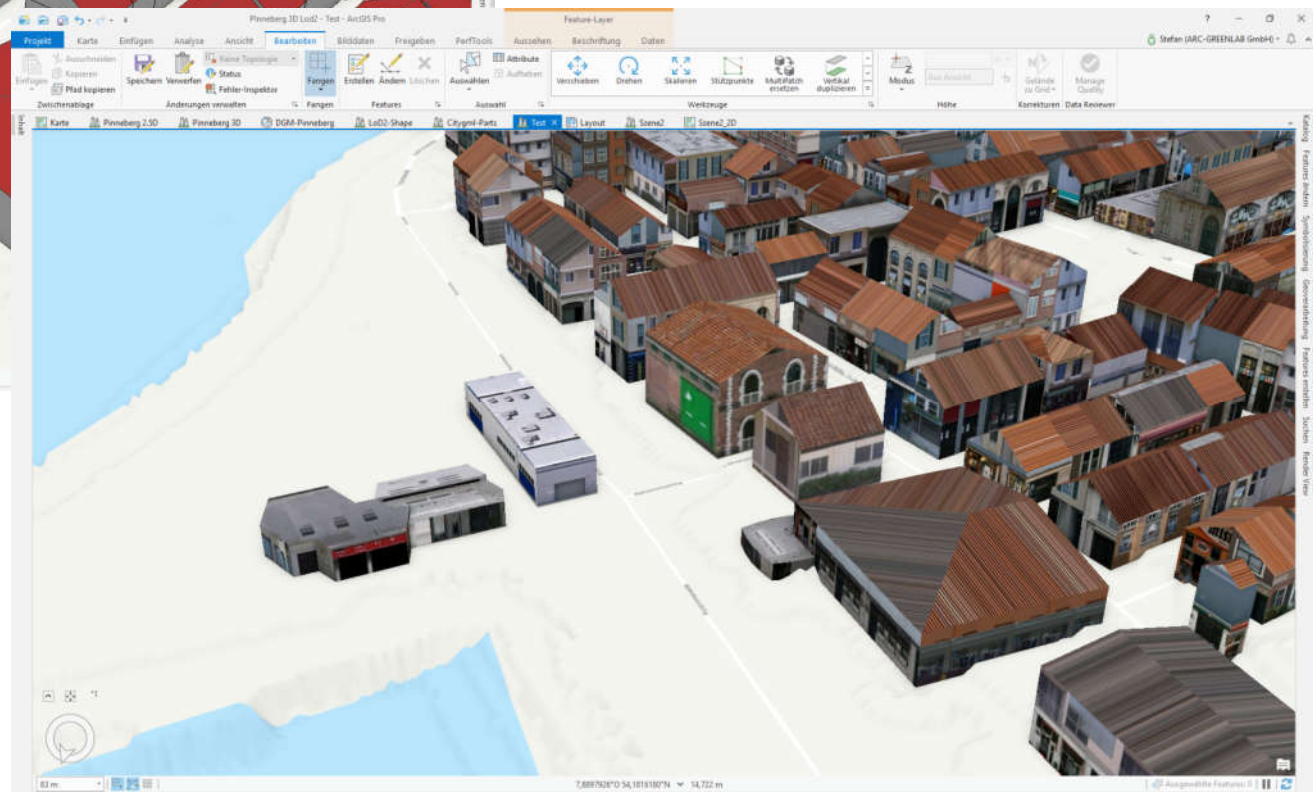 Pinneberg 3D Lod2 - Test - ArcGIS Pro
Feature-Layer
? – X
Projekt Karte Einfügen Analyse Ansicht Bearbeiten Bilddaten Freigeben PerfTools Aussehen Beschriftung Daten
Stefan (ARC-GREENLAB GmbH)
Ausschneiden
Kopieren
Pfad kopieren
Einfügen
Speichern Verwerfen
Keine Topologie
Status
Fehler-Inspektor
Fangen
Erstellen Ändern Löschen
Auswählen
Attribute
Aufheben
Verschieben Drehen Skalieren Stützpunkte Multipatch ersetzen Vertikal duplizieren
Modus
Aus Ansicht
Gelände zu Grid
Manage Quality
Zwischenablage Änderungen verwalten Fangen Features Auswahl Werkzeuge Höhe Korrekturen Data Reviewer
Inhalt
Karte Pinneberg 2.5D Pinneberg 3D DGM-Pinneberg LoD2-Shape Citygml-Parts Test Layout Szene2 Szene2_2D
Katalog Features ändern Symbolisierung Geoverarbeitung Features erstellen Suchen Render View
83 m
7,8897926°O 54,1816180°N 14,722 m
Ausgewählte Features: 0